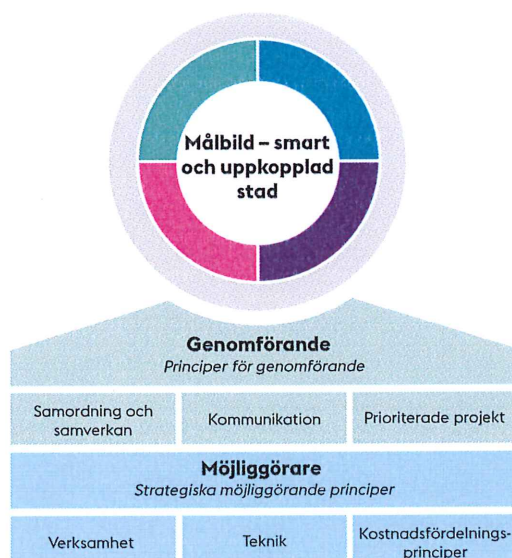 Målbild – smart
och uppkopplad
stad
Genomförande
Principer för genomförande
Samordning och
samverkan
Kommunikation
Prioriterade projekt
Möjliggörare
Strategiska möjliggörande principer
Verksamhet
Teknik
Kostnadsfördelnings-
principer